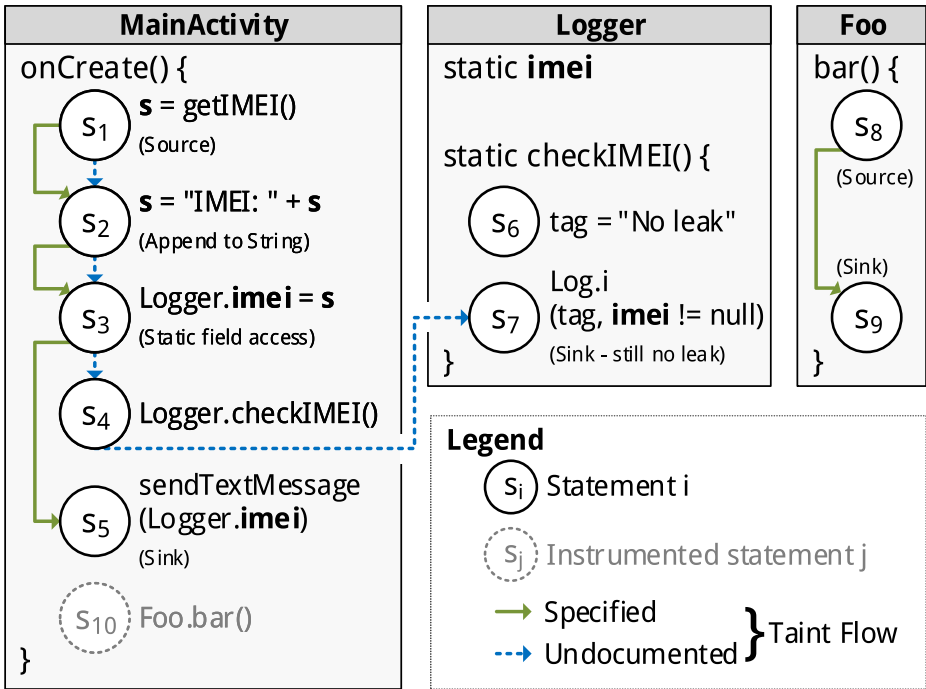 MainActivity
onCreate() {
s1
s = getIMEI()
(Source)
s2
s = "IMEI: " + s
(Append to String)
s3
Logger.imei = s
(Static field access)
s4
Logger.checkIMEI()
s5
sendTextMessage
(Logger.imei)
(Sink)
s10
Foo.bar()
}
Logger
static imei
static checkIMEI() {
s6
tag = "No leak"
s7
Log.i
(tag, imei != null)
(Sink - still no leak)
}
Foo
bar() {
s8
(Source)
(Sink)
s9
}
Legend
si
Statement i
sj
Instrumented statement j
Specified
Undocumented
} Taint Flow